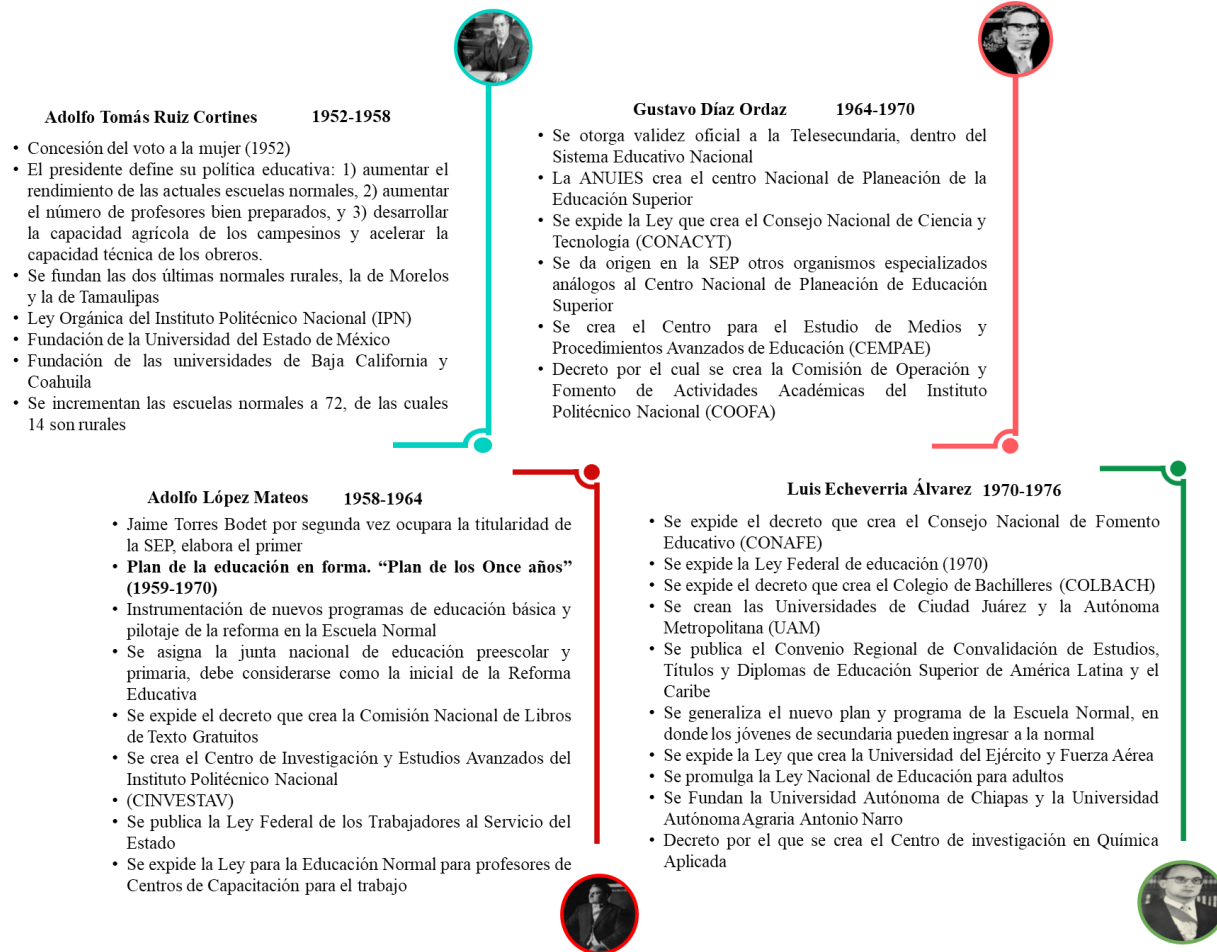 Adolfo Tomás Ruiz Cortines 1952-1958
• Concesión del voto a la mujer (1952)
• El presidente define su política educativa: 1) aumentar el
rendimiento de las actuales escuelas normales, 2) aumentar
el número de profesores bien preparados, y 3) desarrollar
la capacidad agrícola de los campesinos y acelerar la
capacidad técnica de los obreros.
• Se fundan las dos últimas normales rurales, la de Morelos
y la de Tamaulipas
• Ley Orgánica del Instituto Politécnico Nacional (IPN)
• Fundación de la Universidad del Estado de México
• Fundación de las universidades de Baja California y
Coahuila
• Se incrementan las escuelas normales a 72, de las cuales
14 son rurales
Gustavo Díaz Ordaz 1964-1970
• Se otorga validez oficial a la Telesecundaria, dentro del
Sistema Educativo Nacional
• La ANUIES crea el centro Nacional de Planeación de la
Educación Superior
• Se expide la Ley que crea el Consejo Nacional de Ciencia y
Tecnología (CONACYT)
• Se da origen en la SEP otros organismos especializados
análogos al Centro Nacional de Planeación de Educación
Superior
• Se crea el Centro para el Estudio de Medios y
Procedimientos Avanzados de Educación (CEMPAE)
• Decreto por el cual se crea la Comisión de Operación y
Fomento de Actividades Académicas del Instituto
Politécnico Nacional (COOFA)
Adolfo López Mateos 1958-1964
• Jaime Torres Bodet por segunda vez ocupara la titularidad de
la SEP, elabora el primer
• Plan de la educación en forma. “Plan de los Once años”
(1959-1970)
• Instrumentación de nuevos programas de educación básica y
pilotaje de la reforma en la Escuela Normal
• Se asigna la junta nacional de educación preescolar y
primaria, debe considerarse como la inicial de la Reforma
Educativa
• Se expide el decreto que crea la Comisión Nacional de Libros
de Texto Gratuitos
• Se crea el Centro de Investigación y Estudios Avanzados del
Instituto Politécnico Nacional
• (CINVESTAV)
• Se publica la Ley Federal de los Trabajadores al Servicio del
Estado
• Se expide la Ley para la Educación Normal para profesores de
Centros de Capacitación para el trabajo
Luis Echeverria Álvarez 1970-1976
• Se expide el decreto que crea el Consejo Nacional de Fomento
Educativo (CONAFE)
• Se expide la Ley Federal de educación (1970)
• Se expide el decreto que crea el Colegio de Bachilleres (COLBACH)
• Se crean las Universidades de Ciudad Juárez y la Autónoma
Metropolitana (UAM)
• Se publica el Convenio Regional de Convalidación de Estudios,
Títulos y Diplomas de Educación Superior de América Latina y el
Caribe
• Se generaliza el nuevo plan y programa de la Escuela Normal, en
donde los jóvenes de secundaria pueden ingresar a la normal
• Se expide la Ley que crea la Universidad del Ejército y Fuerza Aérea
• Se promulga la Ley Nacional de Educación para adultos
• Se Fundan la Universidad Autónoma de Chiapas y la Universidad
Autónoma Agraria Antonio Narro
• Decreto por el que se crea el Centro de investigación en Química
Aplicada